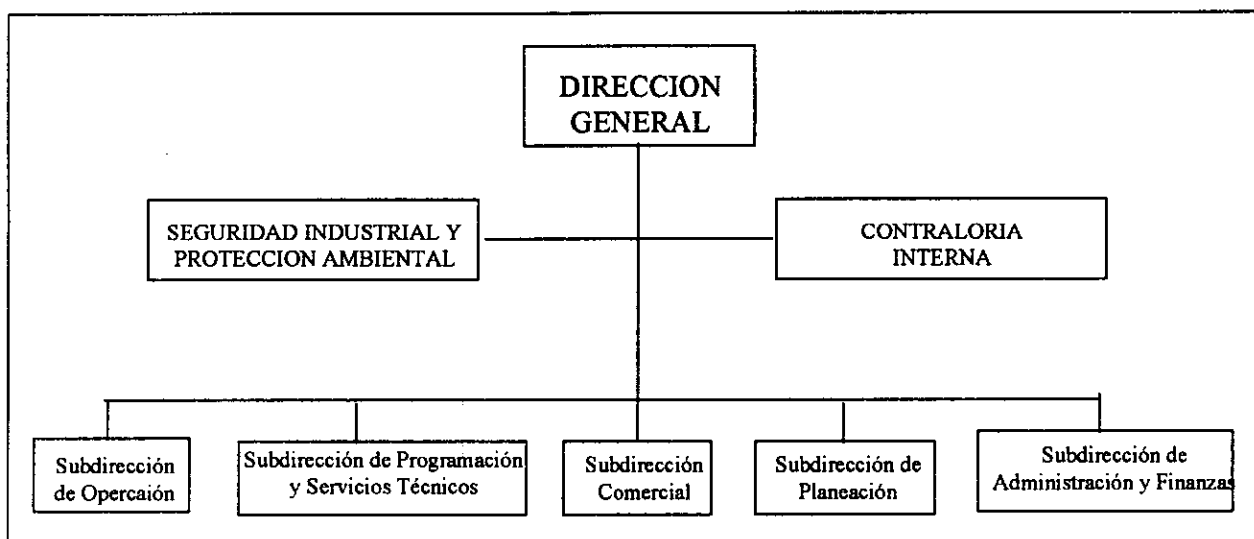 DIRECCION
GENERAL
SEGURIDAD INDUSTRIAL Y
PROTECCION AMBIENTAL
CONTRALORIA
INTERNA
Subdirección
de Opercaión
Subdirección de Programación
y Servicios Técnicos
Subdirección
Comercial
Subdirección de
Planeación
Subdirección de
Administración y Finanzas